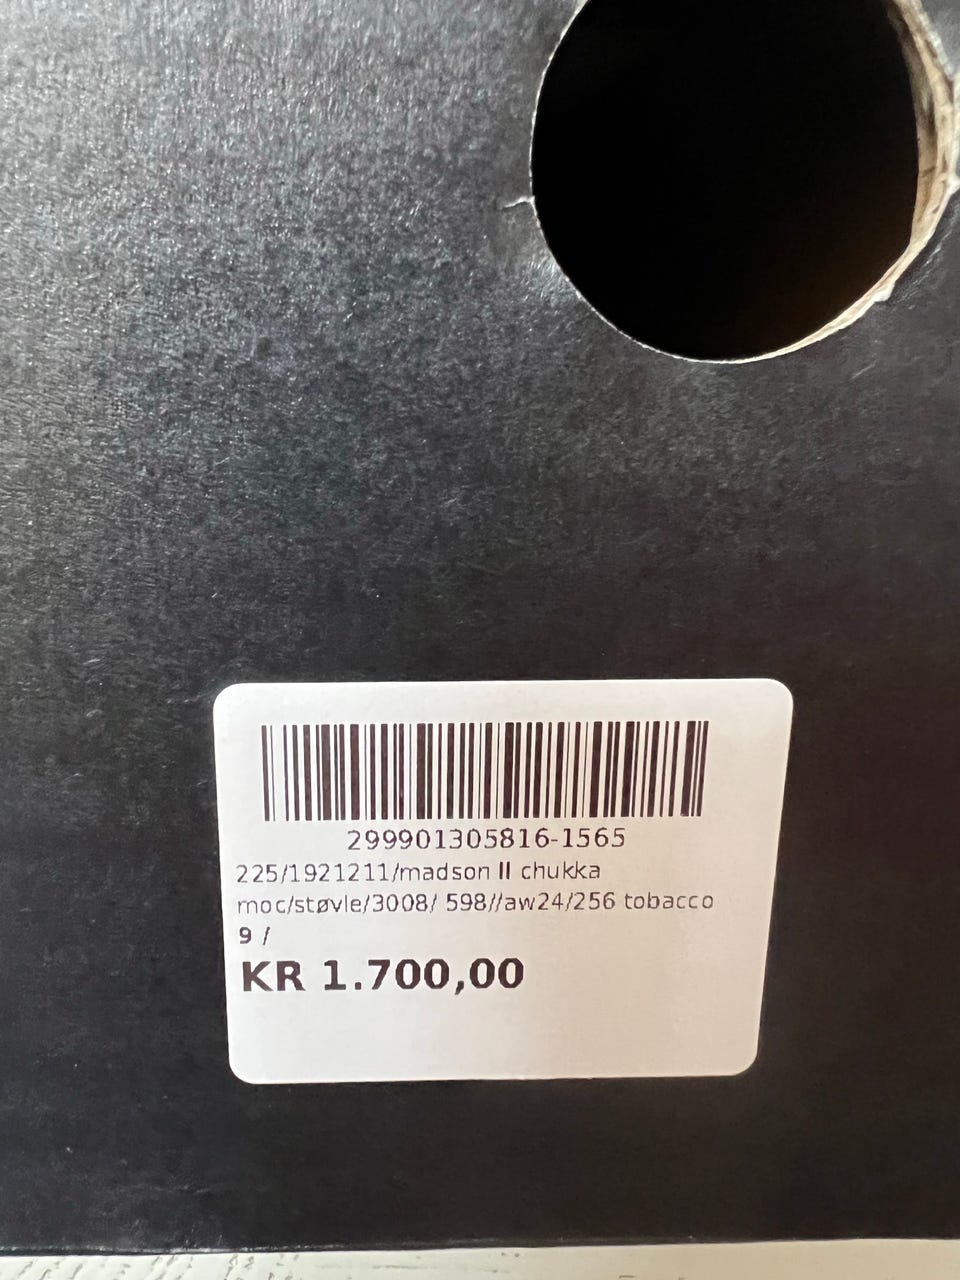 299901305816-1565
225/1921211/madson II chukka
moc/støvle/3008/ 598//aw24/256 tobacco
9 /
KR 1.700,00